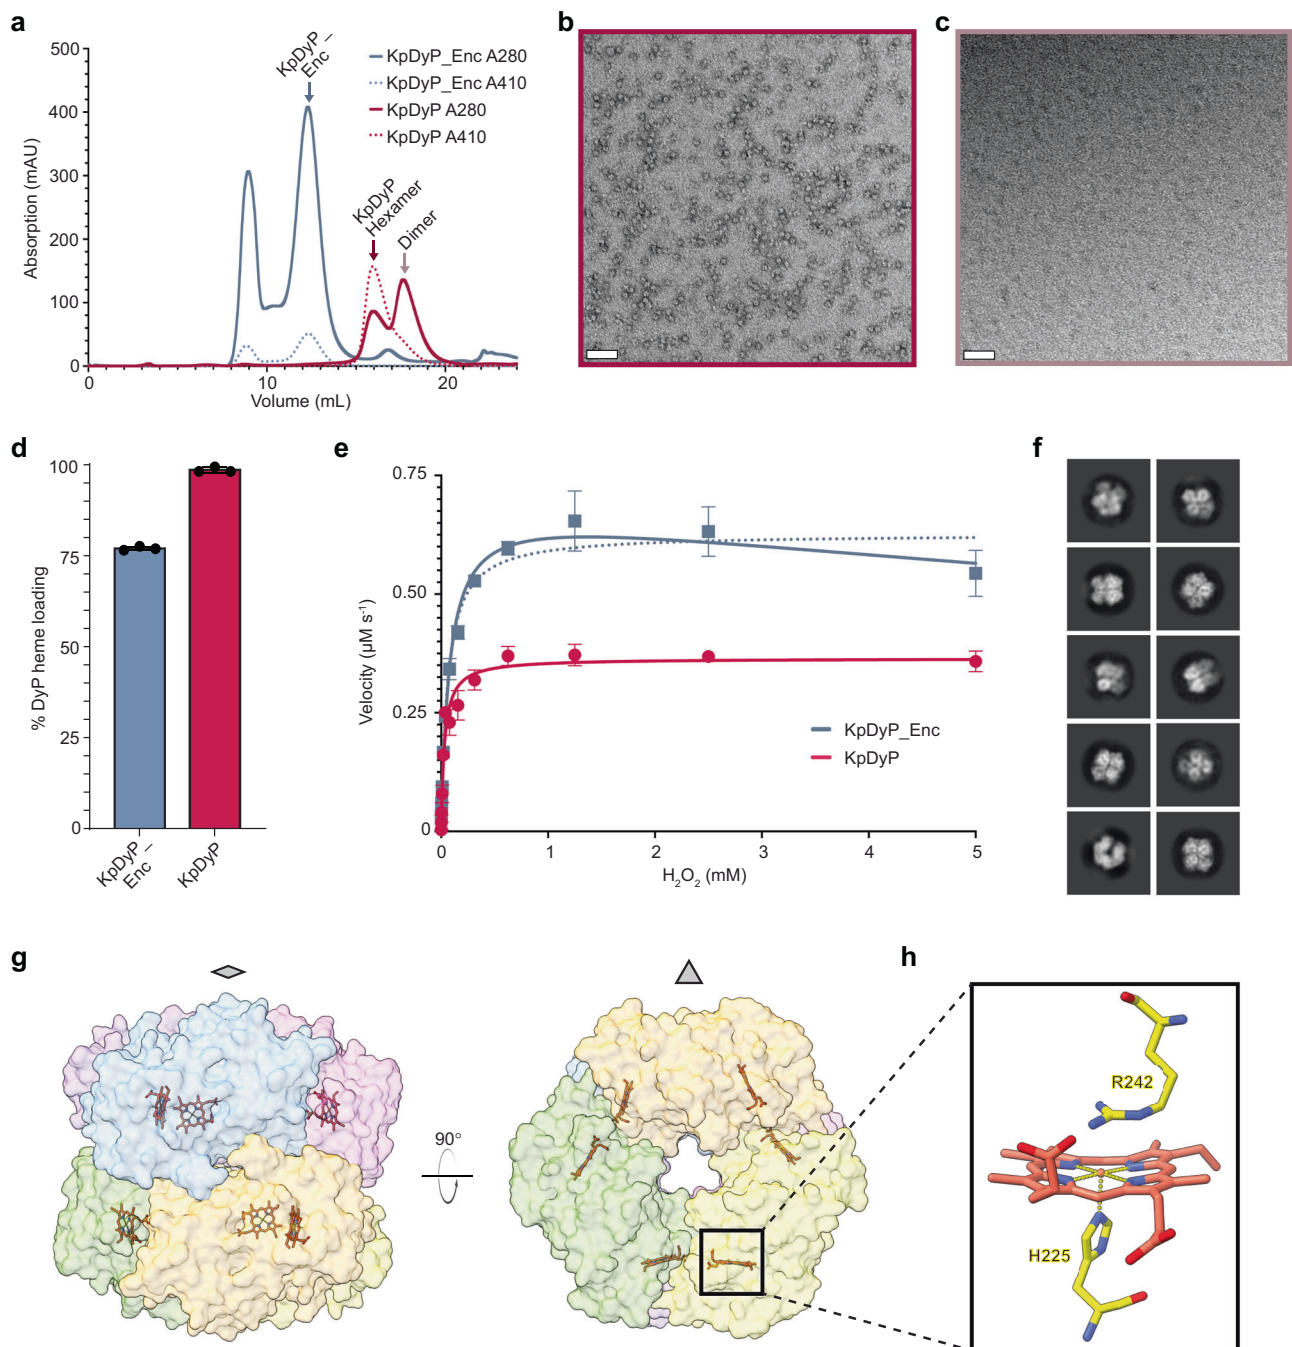 a
500
400
300
200
100
0
Absorption (mAU)
0
10
20
Volume (mL)
KpDyP_
Enc
KpDyP
Hexamer
Dimer
KpDyP_Enc A280
KpDyP_Enc A410
KpDyP A280
KpDyP A410
b
c
d
100
75
50
25
0
% DyP heme loading
KpDyP_
Enc
KpDyP
e
0.75
0.50
0.25
0
Velocity (µM s⁻¹)
0
1
2
3
4
5
H₂O₂ (mM)
KpDyP_Enc
KpDyP
f
g
90°
h
R242
H225